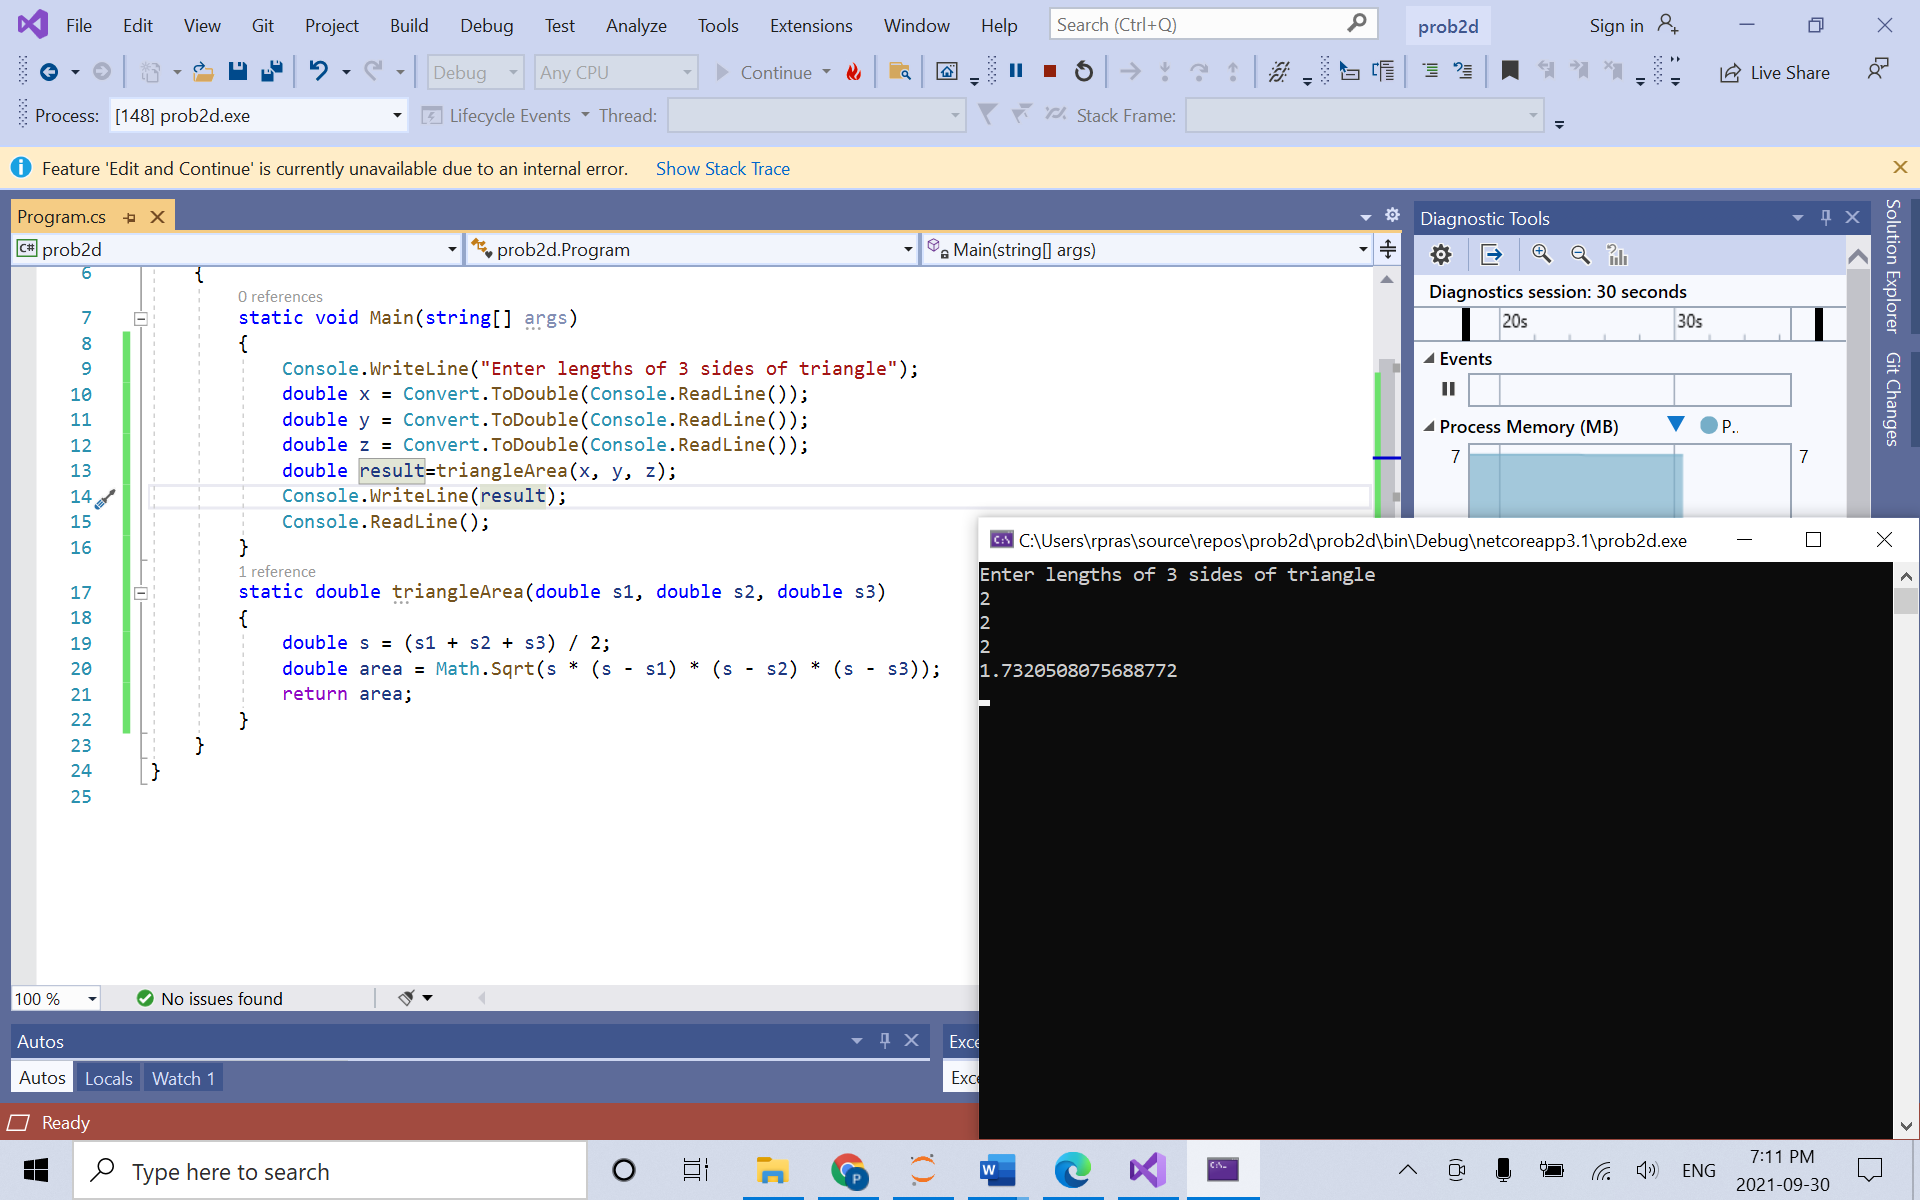 File Edit View Git Project Build Debug Test Analyze Tools Extensions Window Help Search (Ctrl+Q) prob2d Sign in
Debug Any CPU Continue Live Share
Process: [148] prob2d.exe Lifecycle Events Thread: Stack Frame:
Feature 'Edit and Continue' is currently unavailable due to an internal error. Show Stack Trace
Program.cs
C# prob2d prob2d.Program Main(string[] args)
6 {
0 references
7 static void Main(string[] args)
8 {
9 Console.WriteLine("Enter lengths of 3 sides of triangle");
10 double x = Convert.ToDouble(Console.ReadLine());
11 double y = Convert.ToDouble(Console.ReadLine());
12 double z = Convert.ToDouble(Console.ReadLine());
13 double result=triangleArea(x, y, z);
14 Console.WriteLine(result);
15 Console.ReadLine();
16 }
1 reference
17 static double triangleArea(double s1, double s2, double s3)
18 {
19 double s = (s1 + s2 + s3) / 2;
20 double area = Math.Sqrt(s * (s - s1) * (s - s2) * (s - s3));
21 return area;
22 }
23 }
24 }
25
100 % No issues found
Diagnostic Tools
Diagnostics session: 30 seconds
20s 30s
Events
Process Memory (MB) P..
7 7
Solution Explorer
Git Changes
C:\Users\rpras\source\repos\prob2d\prob2d\bin\Debug\netcoreapp3.1\prob2d.exe
Enter lengths of 3 sides of triangle
2
2
2
1.7320508075688772
Autos
Autos Locals Watch 1
Exce
Exce
Ready
Type here to search
ENG
7:11 PM
2021-09-30